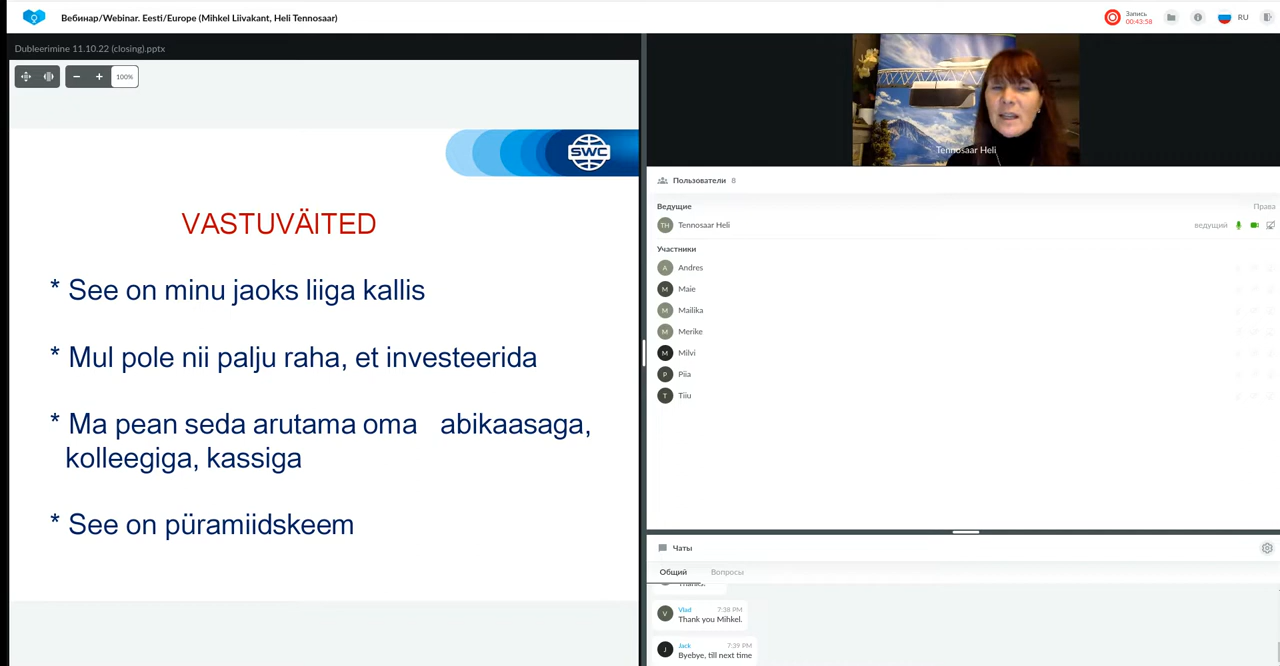 Вебинар/Webinar. Eesti/Europe (Mihkel Liivakant, Heli Tennosaar)
Запись
00:43:58
RU
Dubleerimine 11.10.22 (closing).pptx
100%
SWC
VASTUVÄITED
* See on minu jaoks liiga kallis
* Mul pole nii palju raha, et investeerida
* Ma pean seda arutama oma abikaasaga,
kolleegiga, kassiga
* See on püramiidskeem
Tennosaar Heli
Пользователи 8
Ведущие Права
TH Tennosaar Heli ведущий
Участники
A Andres
M Maie
M Mailika
M Merike
M Milvi
P Piia
T Tiiu
Чаты
Общий Вопросы
Thanks.
V Vlad 7:38 PM
Thank you Mihkel.
J Jack 7:39 PM
Byebye, till next time